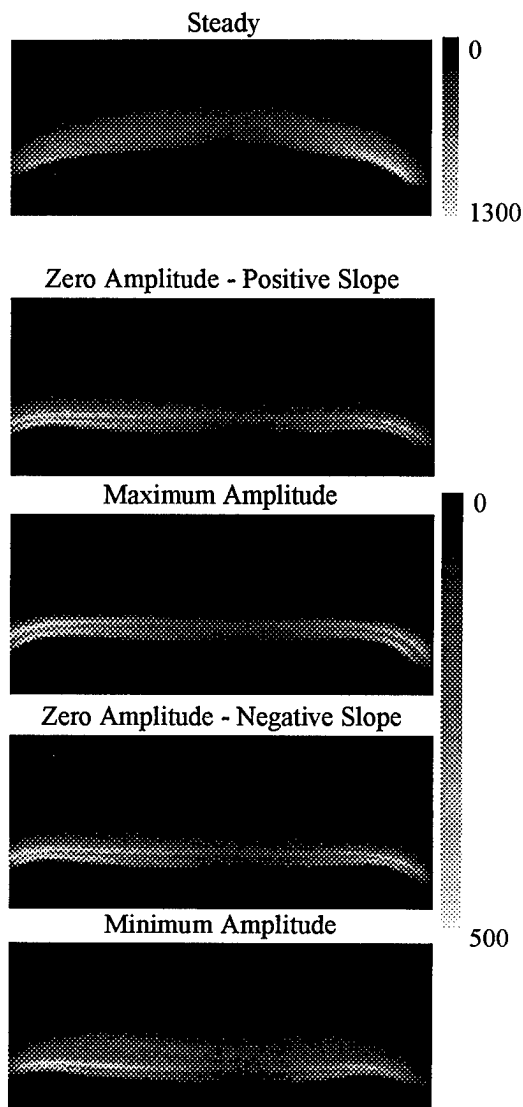 Steady
0
1300
Zero Amplitude - Positive Slope
Maximum Amplitude
0
Zero Amplitude - Negative Slope
Minimum Amplitude
500